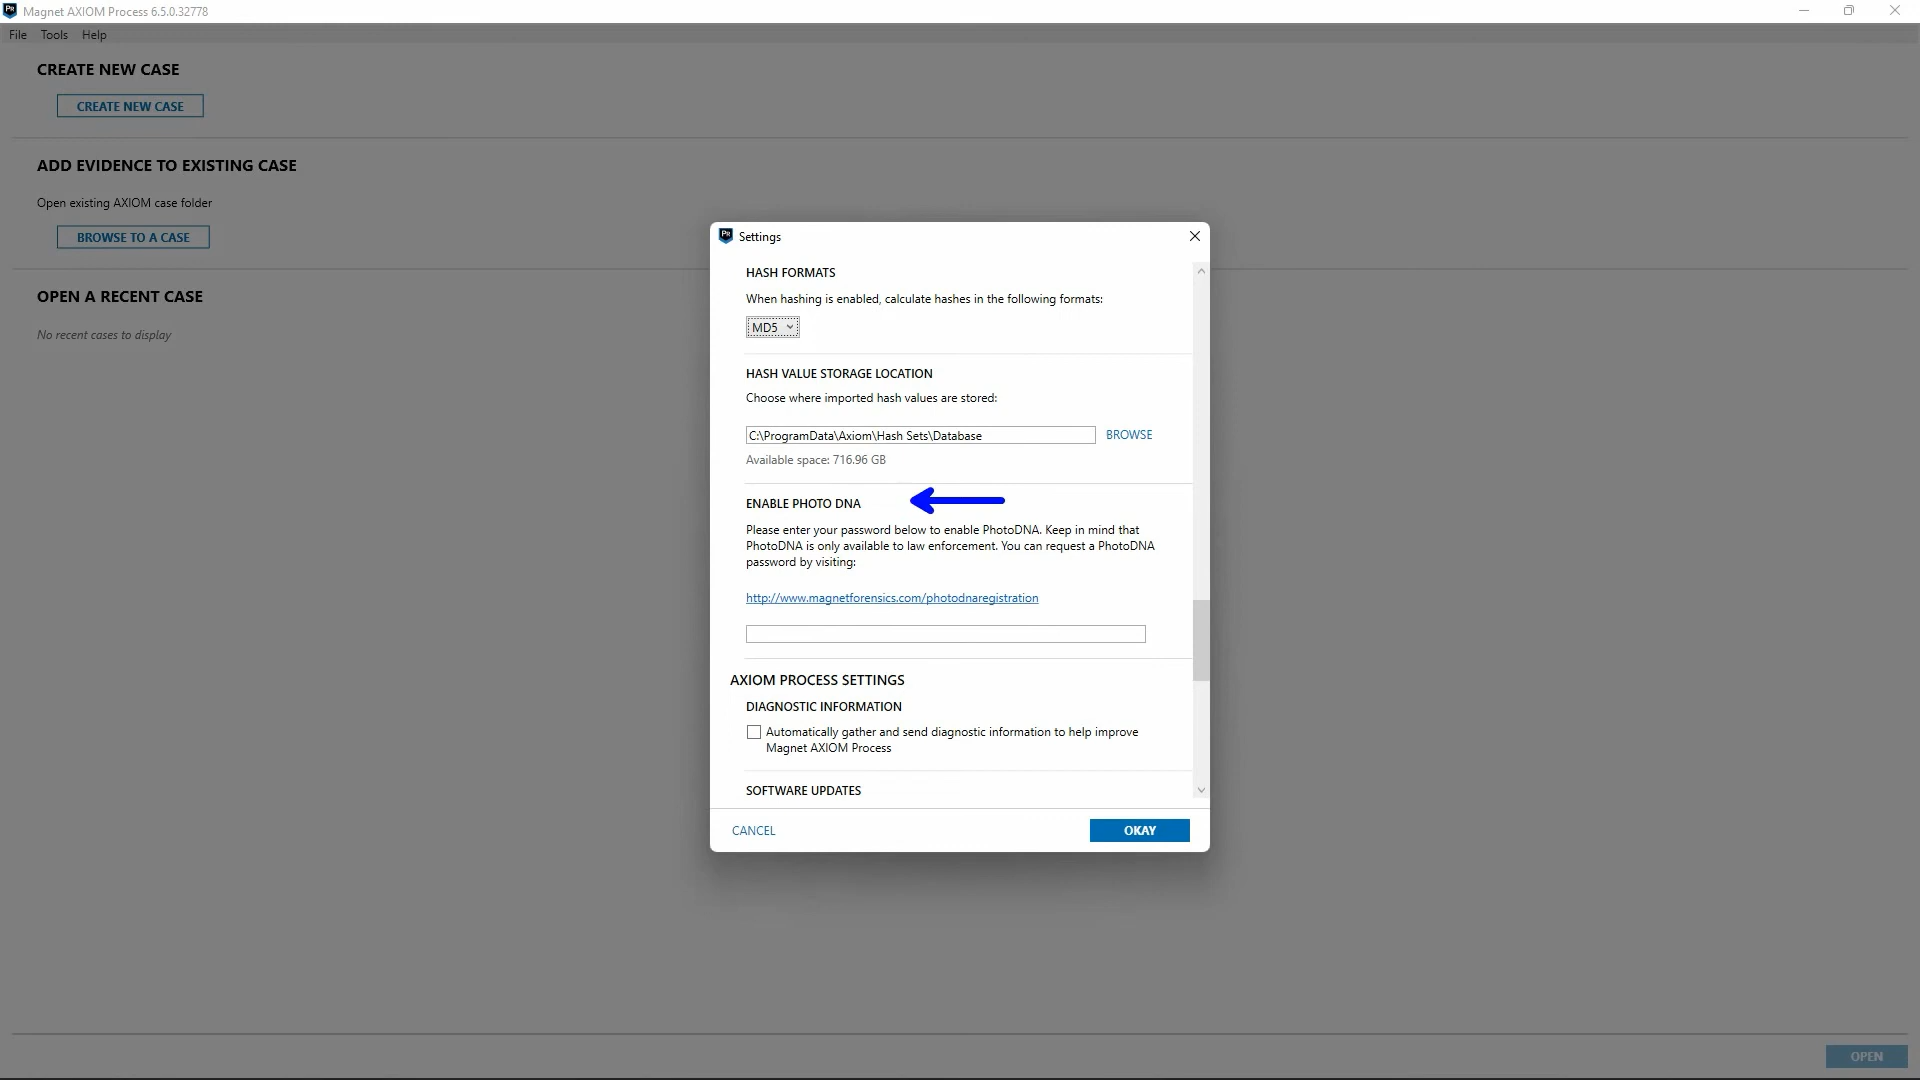 PR Magnet AXIOM Process 6.5.0.32778
File Tools Help
CREATE NEW CASE
CREATE NEW CASE
ADD EVIDENCE TO EXISTING CASE
Open existing AXIOM case folder
BROWSE TO A CASE
OPEN A RECENT CASE
No recent cases to display
PR Settings
HASH FORMATS
When hashing is enabled, calculate hashes in the following formats:
MD5
HASH VALUE STORAGE LOCATION
Choose where imported hash values are stored:
C:\ProgramData\Axiom\Hash Sets\Database BROWSE
Available space: 716.96 GB
ENABLE PHOTO DNA
Please enter your password below to enable PhotoDNA. Keep in mind that
PhotoDNA is only available to law enforcement. You can request a PhotoDNA
password by visiting:
http://www.magnetforensics.com/photodnaregistration
AXIOM PROCESS SETTINGS
DIAGNOSTIC INFORMATION
Automatically gather and send diagnostic information to help improve
Magnet AXIOM Process
SOFTWARE UPDATES
CANCEL OKAY
OPEN